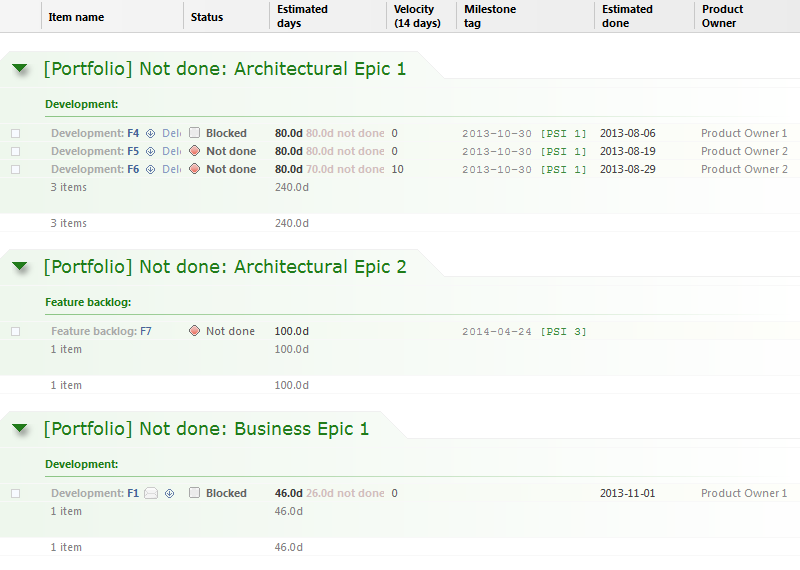 Item name Status Estimated days Velocity (14 days) Milestone tag Estimated done Product Owner
[Portfolio] Not done: Architectural Epic 1
Development:
Development: F4 Dele Blocked 80.0d 80.0d not done 0 2013-10-30 [PSI 1] 2013-08-06 Product Owner 1
Development: F5 Dele Not done 80.0d 80.0d not done 0 2013-10-30 [PSI 1] 2013-08-19 Product Owner 2
Development: F6 Dele Not done 80.0d 70.0d not done 10 2013-10-30 [PSI 1] 2013-08-29 Product Owner 2
3 items 240.0d
3 items 240.0d
[Portfolio] Not done: Architectural Epic 2
Feature backlog:
Feature backlog: F7 Not done 100.0d 2014-04-24 [PSI 3]
1 item 100.0d
1 item 100.0d
[Portfolio] Not done: Business Epic 1
Development:
Development: F1 Blocked 46.0d 26.0d not done 0 2013-11-01 Product Owner 1
1 item 46.0d
1 item 46.0d